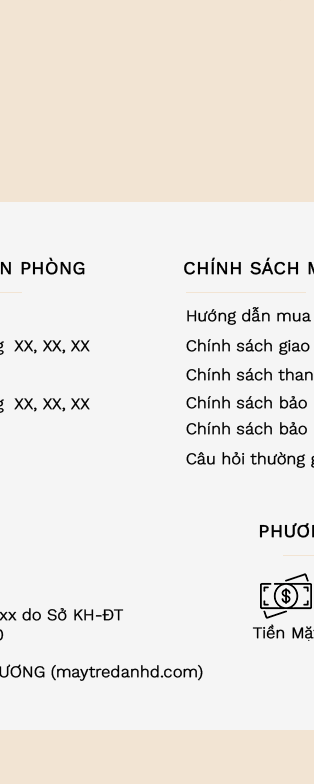 N PHÒNG
XX, XX, XX
XX, XX, XX
xx do Sở KH-ĐT
ƯƠNG (maytredanhd.com)
CHÍNH SÁCH
Hướng dẫn mua
Chính sách giao
Chính sách than
Chính sách bảo
Chính sách bảo
Câu hỏi thường
PHƯƠ
Tiền Mặ